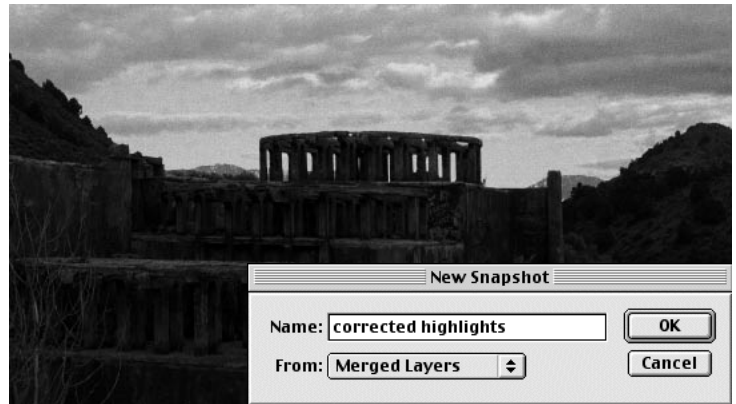 New Snapshot
Name: corrected highlights
OK
From: Merged Layers
Cancel